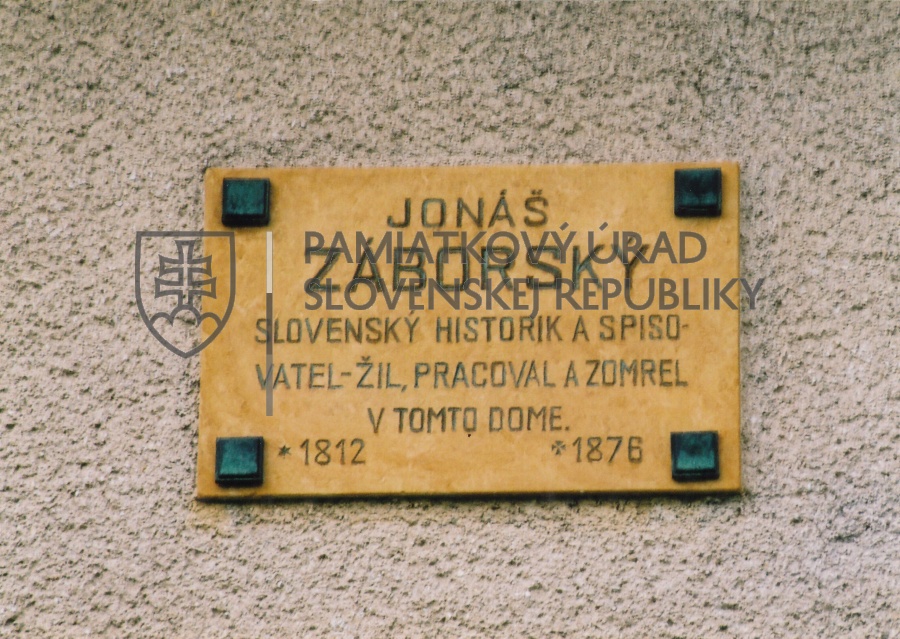 JONÁŠ
ZÁBORSKÝ
SLOVENSKÝ HISTORIK A SPISO-
VATEL-ŽIL, PRACOVAL A ZOMREL
V TOMTO DOME.
*1812 ✠1876
PAMIATKOVÝ ÚRAD
SLOVENSKEJ REPUBLIKY